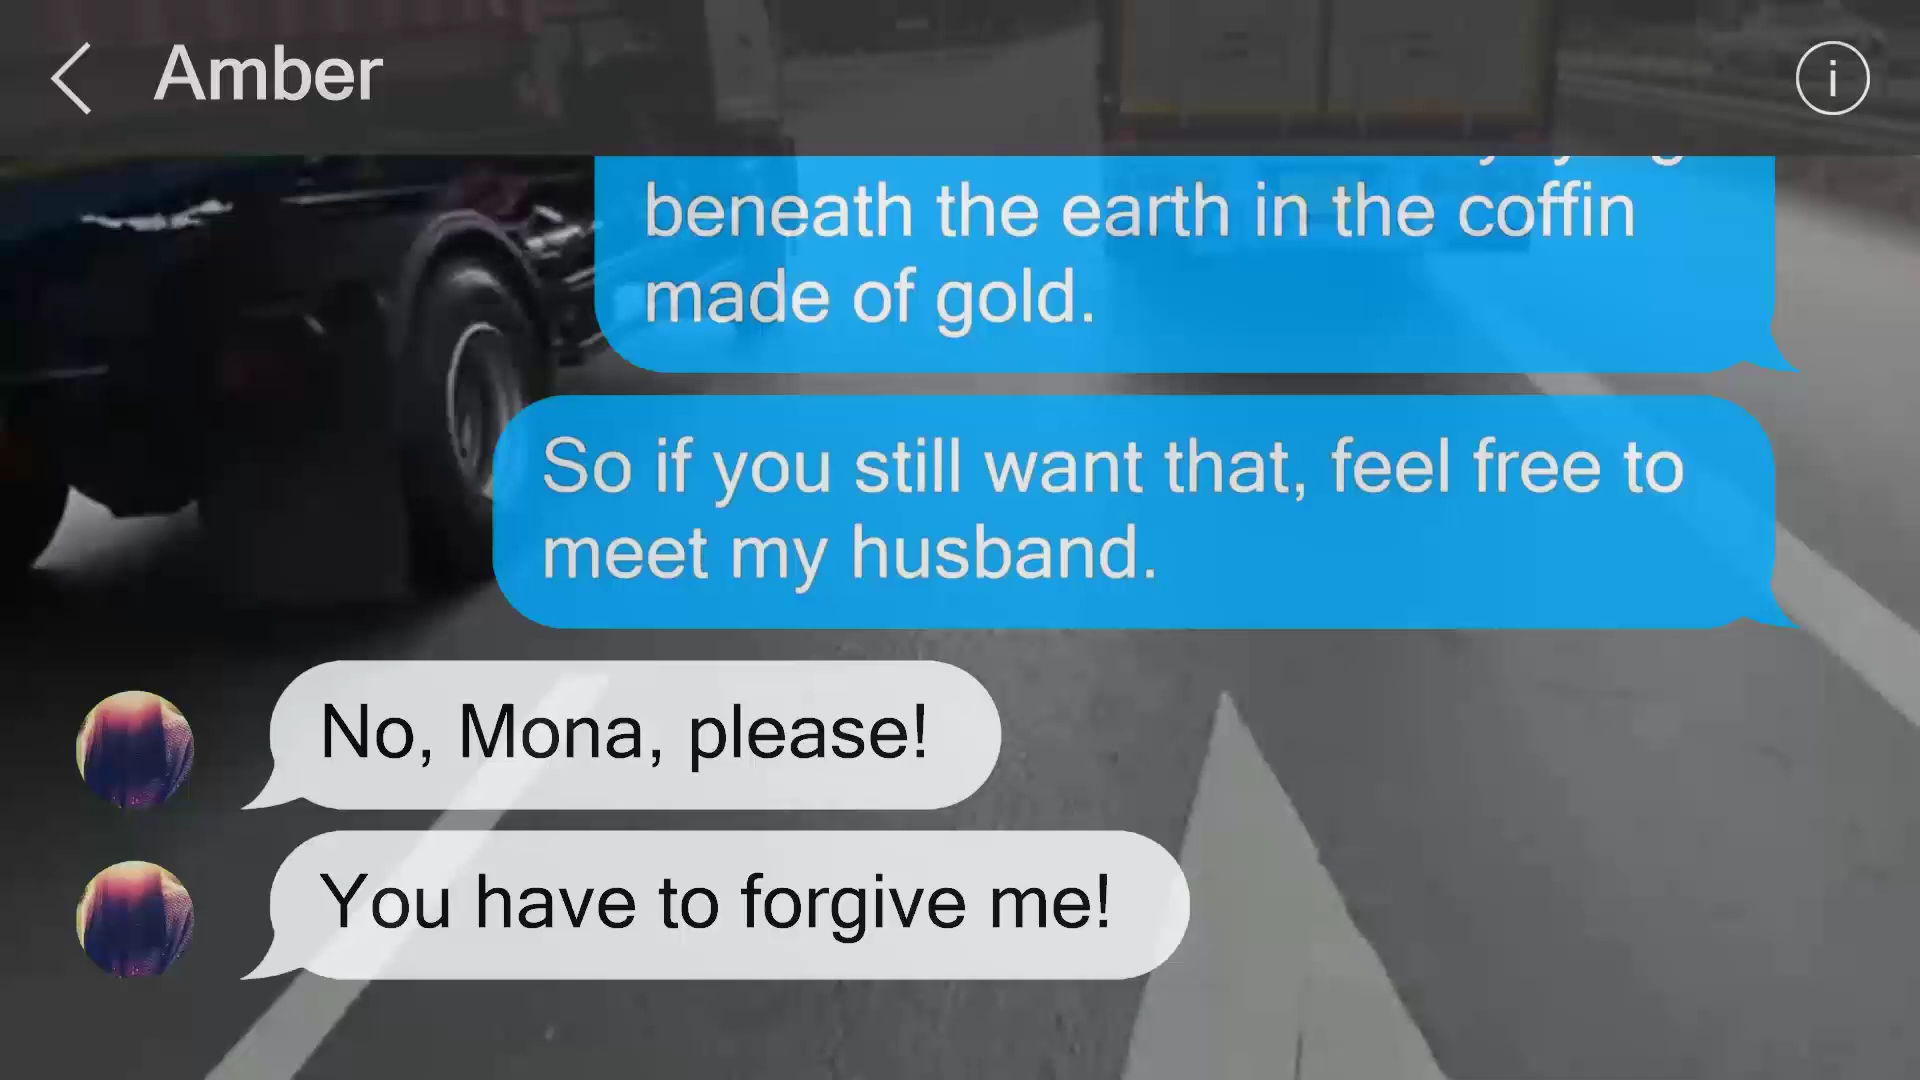 Amber
beneath the earth in the coffin
made of gold.
So if you still want that, feel free to
meet my husband.
No, Mona, please!
You have to forgive me!